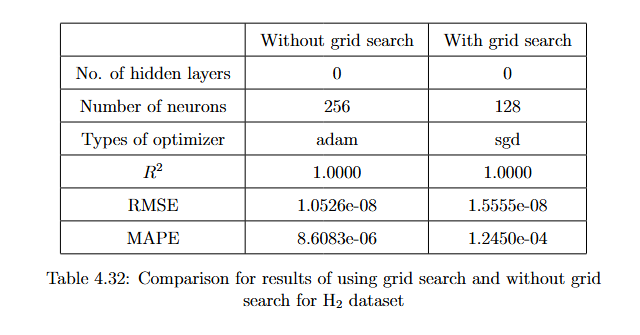 Without grid search With grid search
No. of hidden layers 0 0
Number of neurons 256 128
Types of optimizer adam sgd
R² 1.0000 1.0000
RMSE 1.0526e-08 1.5555e-08
MAPE 8.6083e-06 1.2450e-04
Table 4.32: Comparison for results of using grid search and without grid
search for H₂ dataset